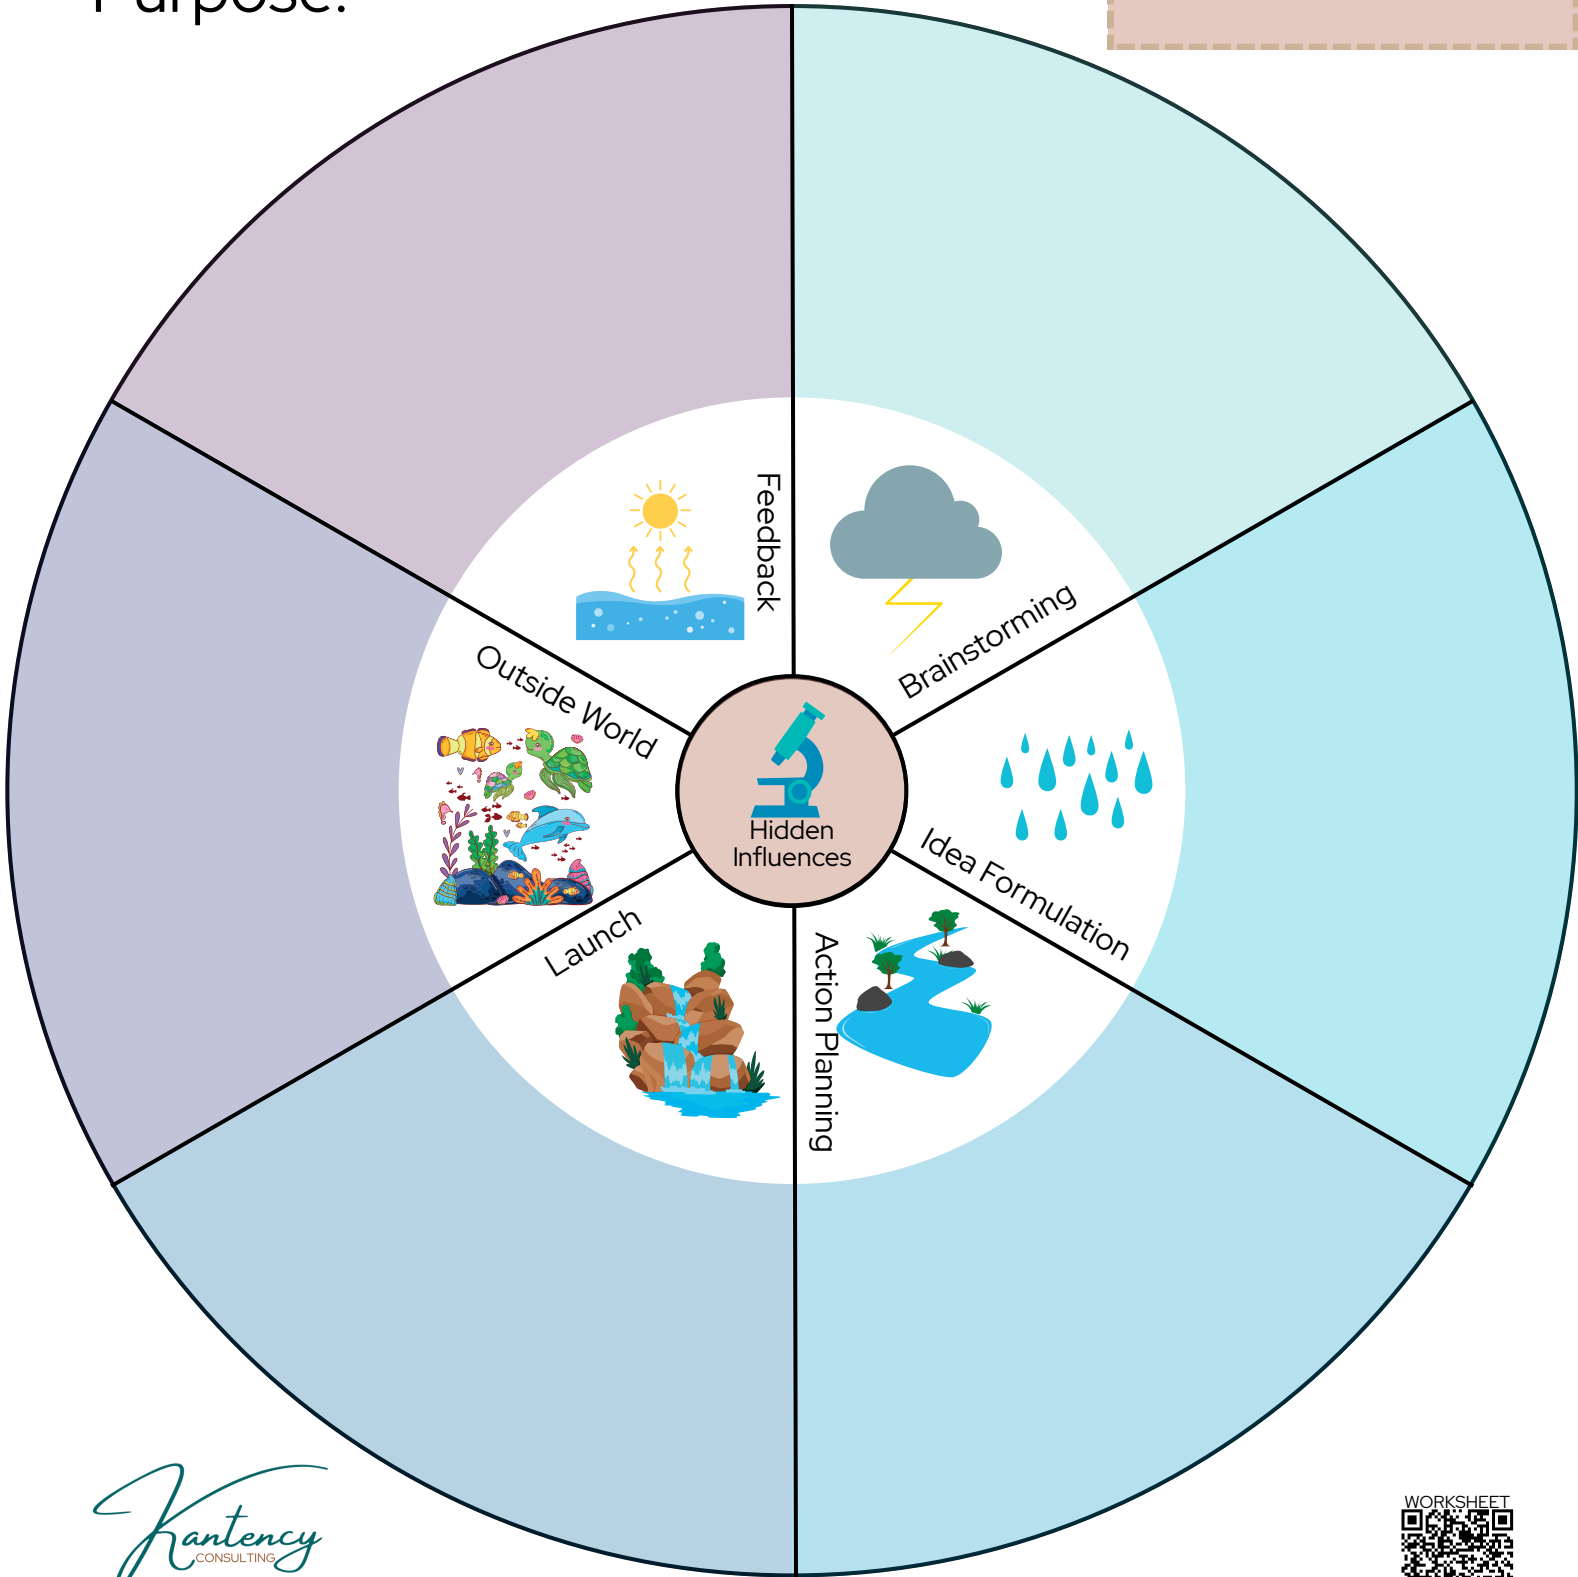 Purpose:
Feedback
Brainstorming
Outside World
Hidden
Influences
Idea Formulation
Launch
Action Planning
Kantency
CONSULTING
WORKSHEET